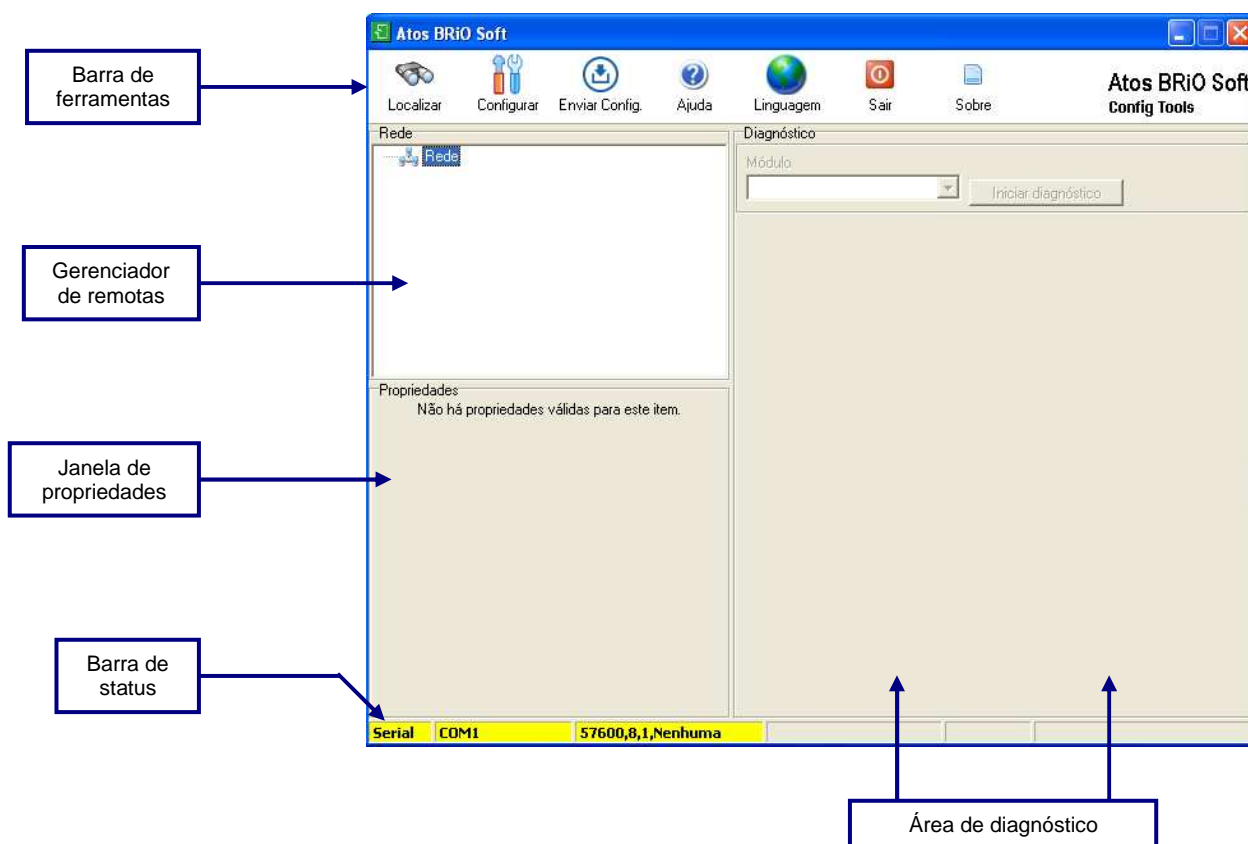 Atos BRiO Soft
Barra de
ferramentas
Localizar
Configurar
Enviar Config.
Ajuda
Linguagem
Sair
Sobre
Atos BRiO Soft
Config Tools
Rede
Rede
Diagnóstico
Módulo
Iniciar diagnóstico
Gerenciador
de remotas
Propriedades
Não há propriedades válidas para este item.
Janela de
propriedades
Barra de
status
Serial
COM1
57600,8,1,Nenhuma
Área de diagnóstico